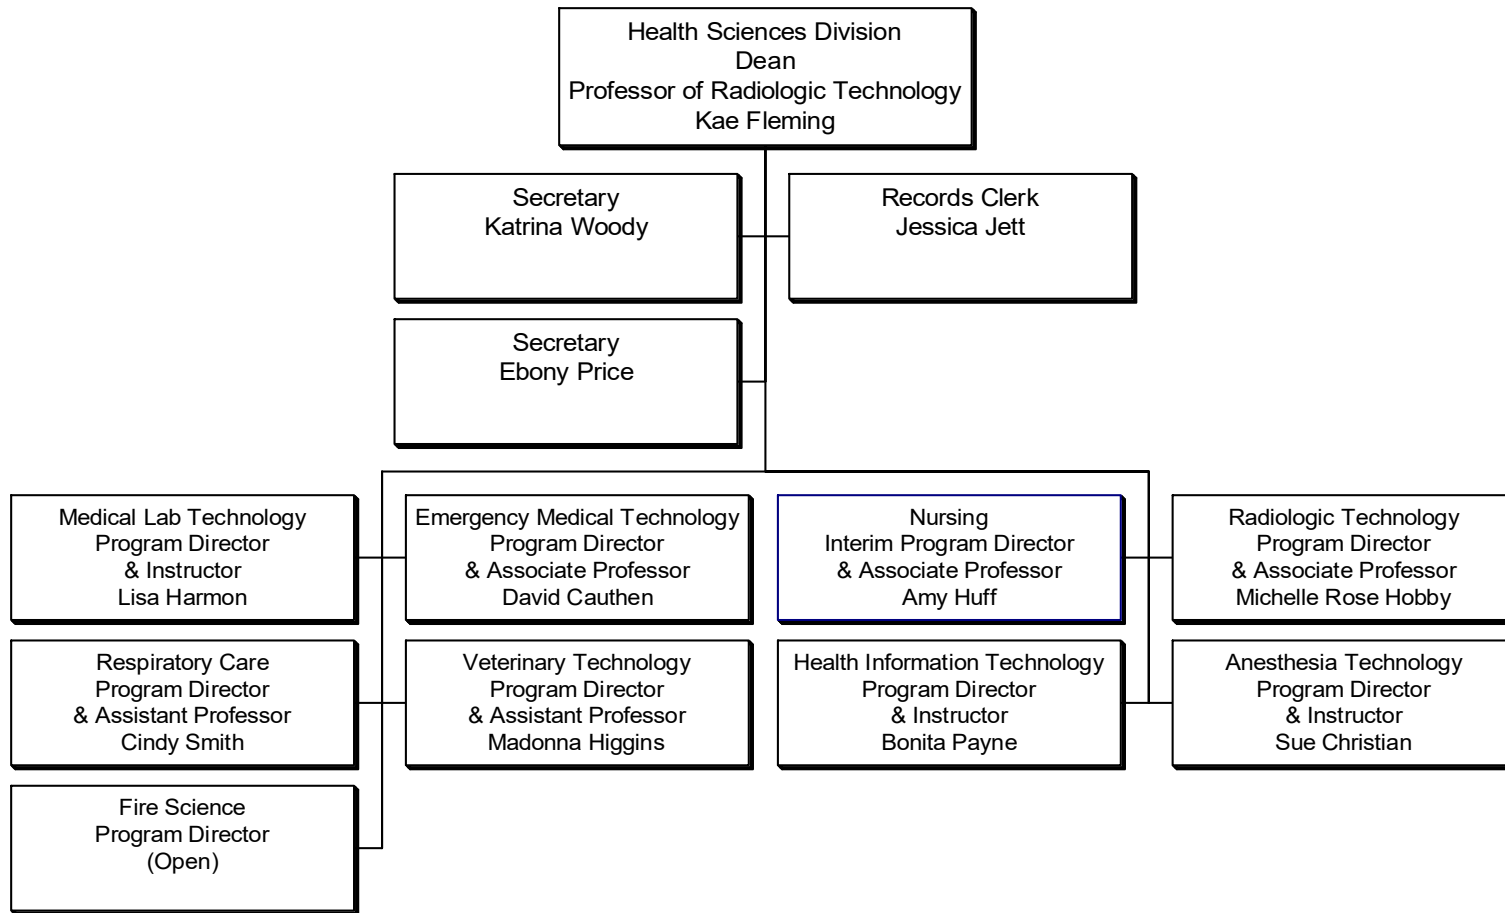 Health Sciences Division
Dean
Professor of Radiologic Technology
Kae Fleming
Secretary
Katrina Woody
Records Clerk
Jessica Jett
Secretary
Ebony Price
Medical Lab Technology
Program Director
& Instructor
Lisa Harmon
Emergency Medical Technology
Program Director
& Associate Professor
David Cauthen
Nursing
Interim Program Director
& Associate Professor
Amy Huff
Radiologic Technology
Program Director
& Associate Professor
Michelle Rose Hobby
Respiratory Care
Program Director
& Assistant Professor
Cindy Smith
Veterinary Technology
Program Director
& Assistant Professor
Madonna Higgins
Health Information Technology
Program Director
& Instructor
Bonita Payne
Anesthesia Technology
Program Director
& Instructor
Sue Christian
Fire Science
Program Director
(Open)